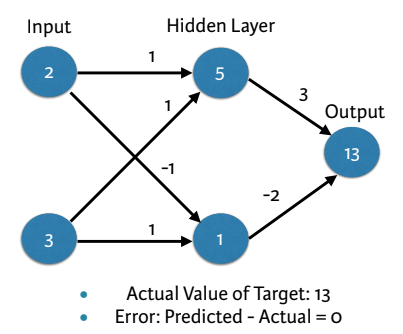 Input
Hidden Layer
1
2
5
3
1
Output
13
-1
-2
3
1
1
• Actual Value of Target: 13
• Error: Predicted - Actual = 0